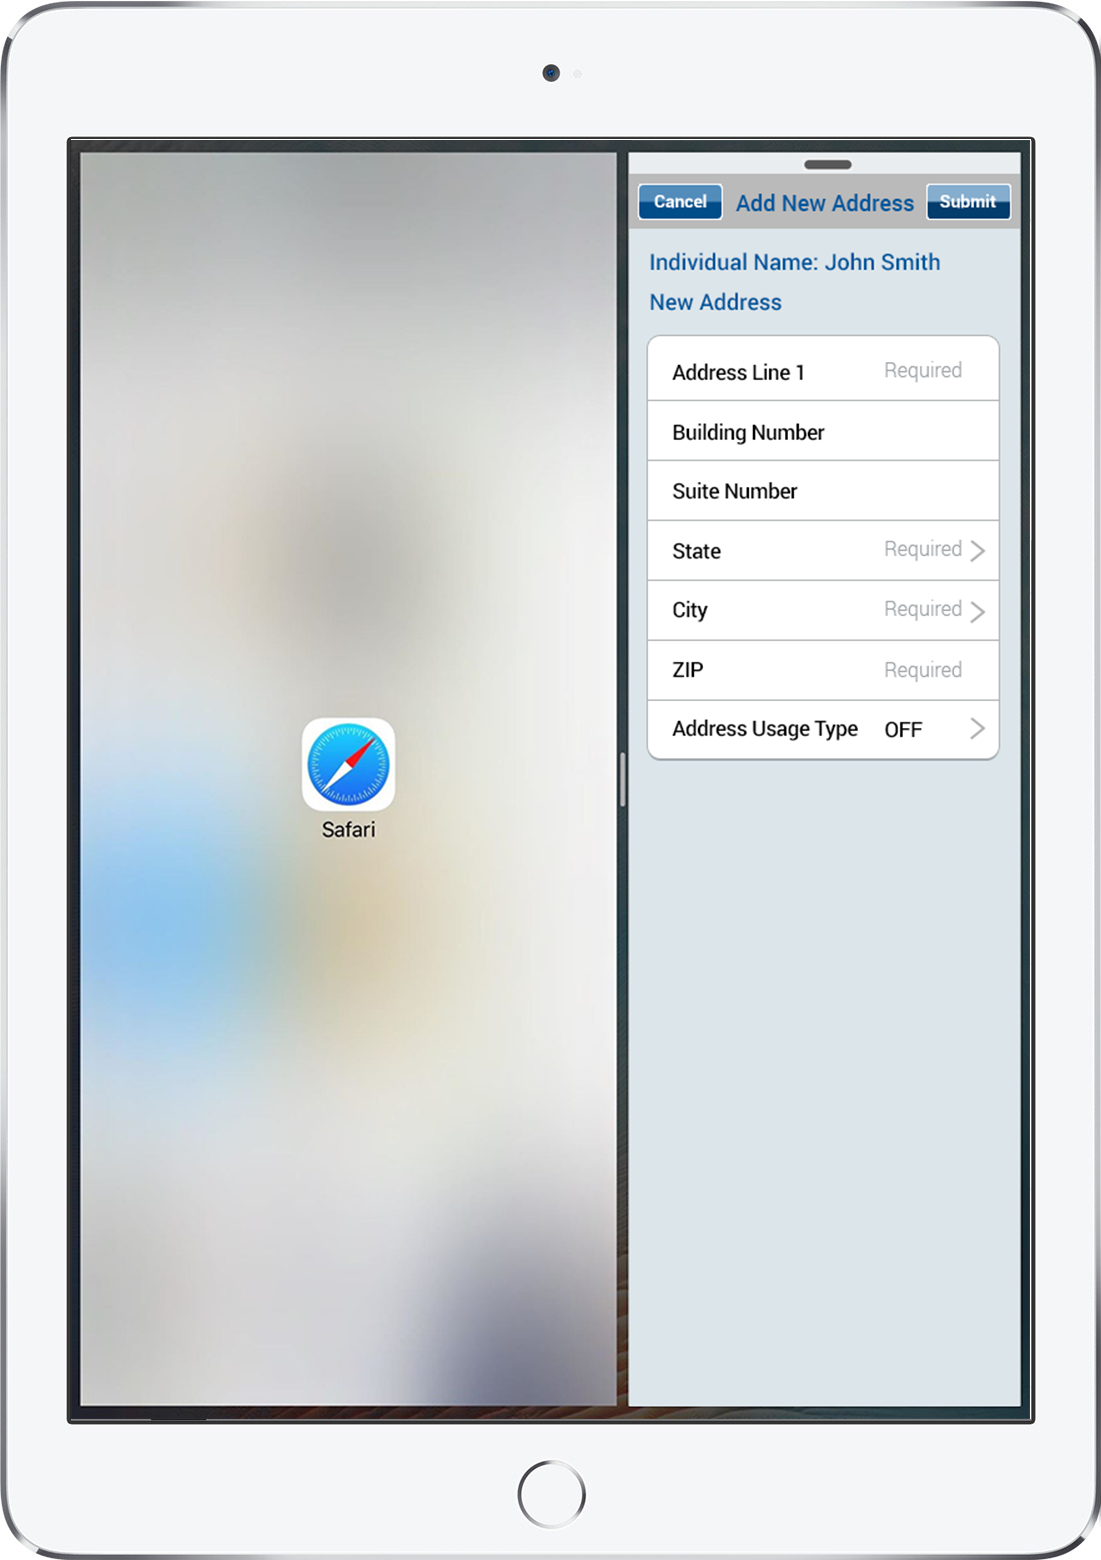 Cancel Add New Address Submit
Individual Name: John Smith
New Address
Address Line 1 Required
Building Number
Suite Number
State Required
City Required
ZIP Required
Address Usage Type OFF
Safari